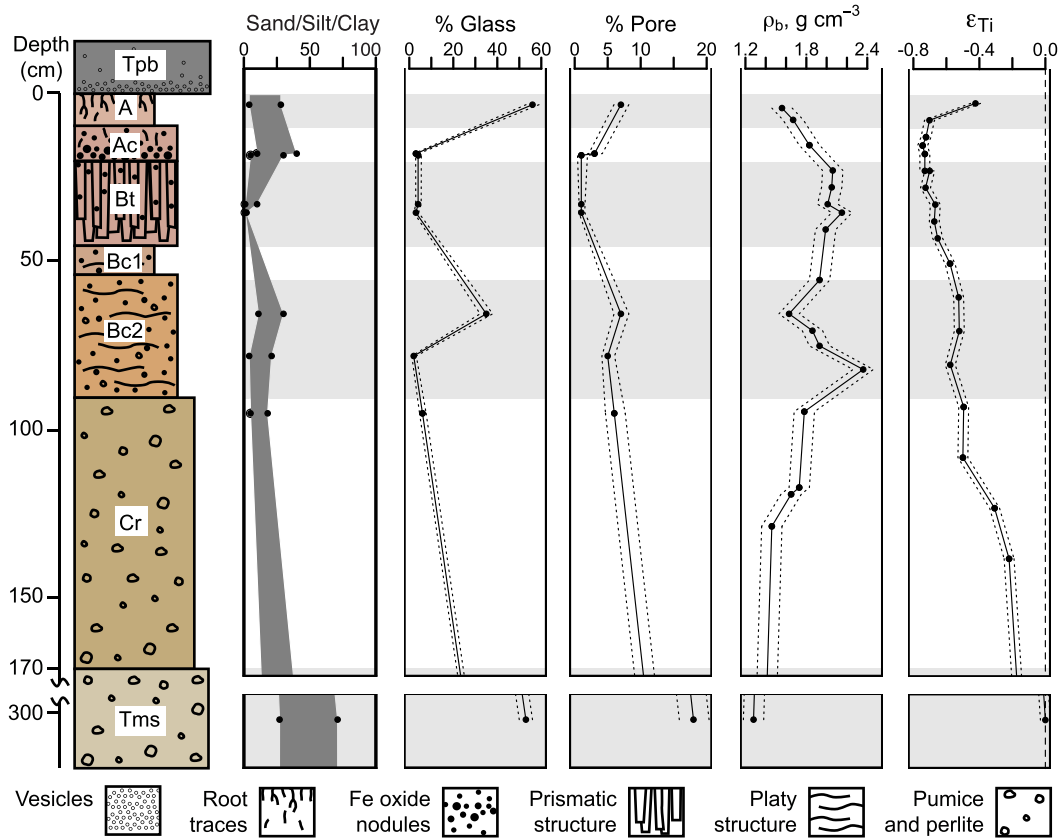 Depth
(cm)
Sand/Silt/Clay
% Glass
% Pore
ρb, g cm−3
εTi
0 50 100
0 20 40 60
0 5 10 20
1.2 1.8 2.4
-0.8 -0.4 0.0
Tpb
0
A
Ac
Bt
50
Bc1
Bc2
100
Cr
150
170
Tms
300
Vesicles
Root
traces
Fe oxide
nodules
Prismatic
structure
Platy
structure
Pumice
and perlite